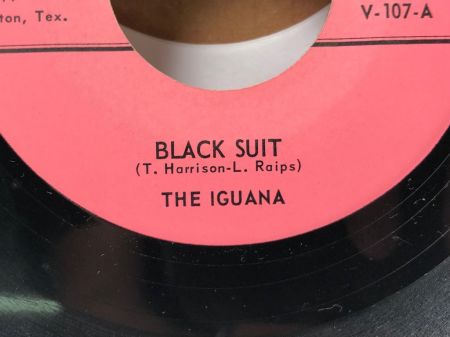 ton, Tex.
V-107-A
BLACK SUIT
(T. Harrison-L. Raips)
THE IGUANA